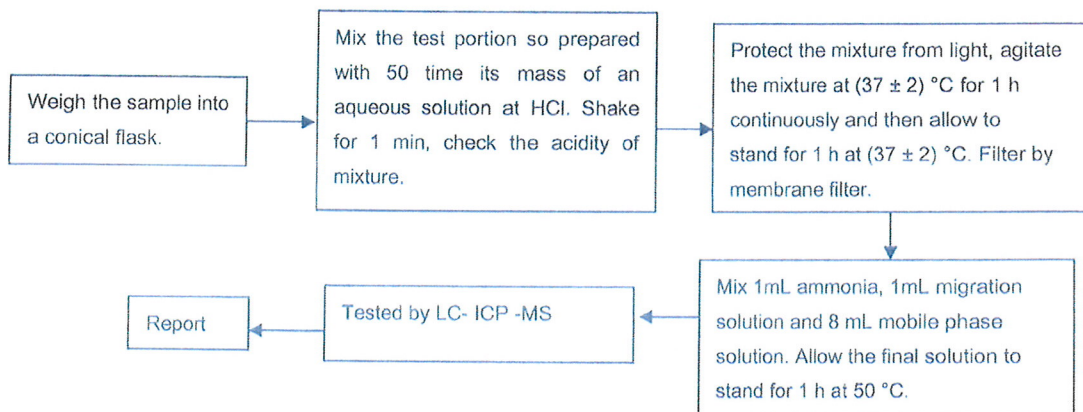 Weigh the sample into
a conical flask.
Mix the test portion so prepared
with 50 time its mass of an
aqueous solution at HCl. Shake
for 1 min, check the acidity of
mixture.
Protect the mixture from light, agitate
the mixture at (37 ± 2) °C for 1 h
continuously and then allow to
stand for 1 h at (37 ± 2) °C. Filter by
membrane filter.
Mix 1mL ammonia, 1mL migration
solution and 8 mL mobile phase
solution. Allow the final solution to
stand for 1 h at 50 °C.
Tested by LC- ICP -MS
Report